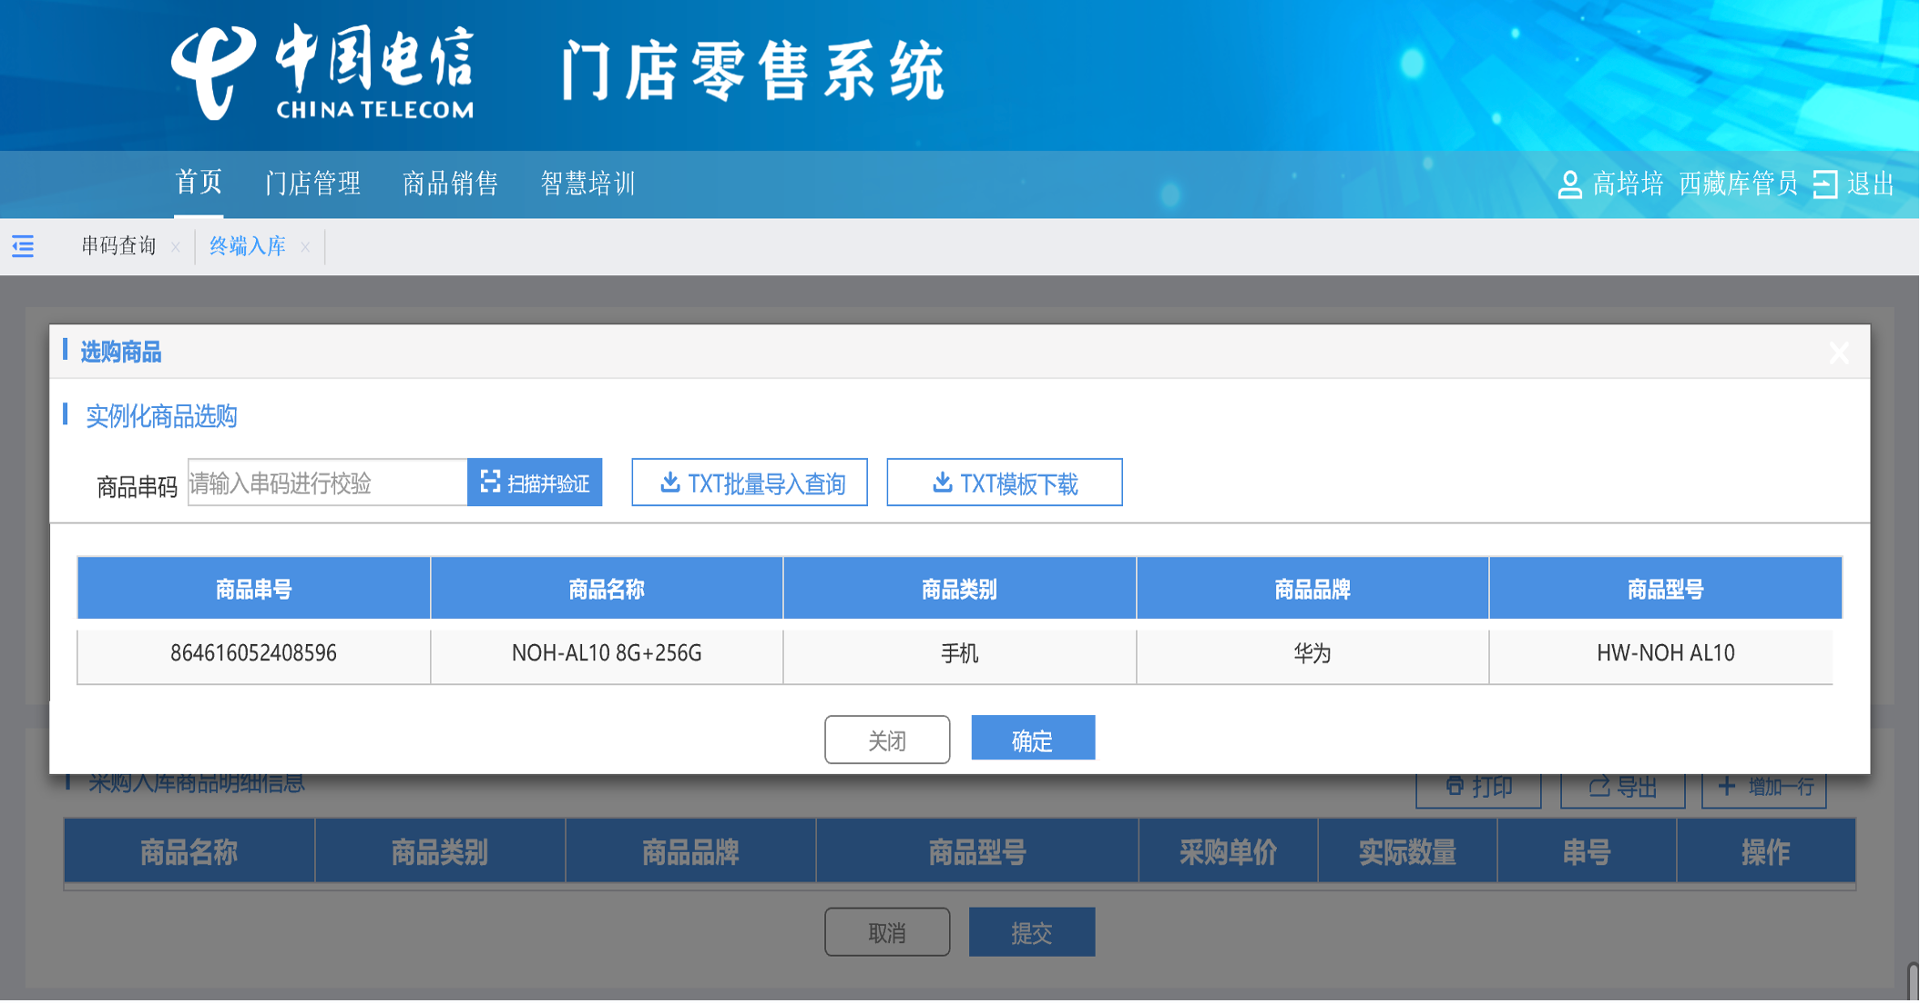 中国电信
CHINA TELECOM
门店零售系统
首页 门店管理 商品销售 智慧培训
高培培 西藏库管员 退出
串码查询 × 终端入库 ×
选购商品
实例化商品选购
商品串码 请输入串码进行校验 扫描并验证 TXT批量导入查询 TXT模板下载
商品串号 商品名称 商品类别 商品品牌 商品型号
864616052408596 NOH-AL10 8G+256G 手机 华为 HW-NOH AL10
关闭 确定
采购入库商品明细信息 打印 导出 增加一行
商品名称 商品类别 商品品牌 商品型号 采购单价 实际数量 串号 操作
取消 提交